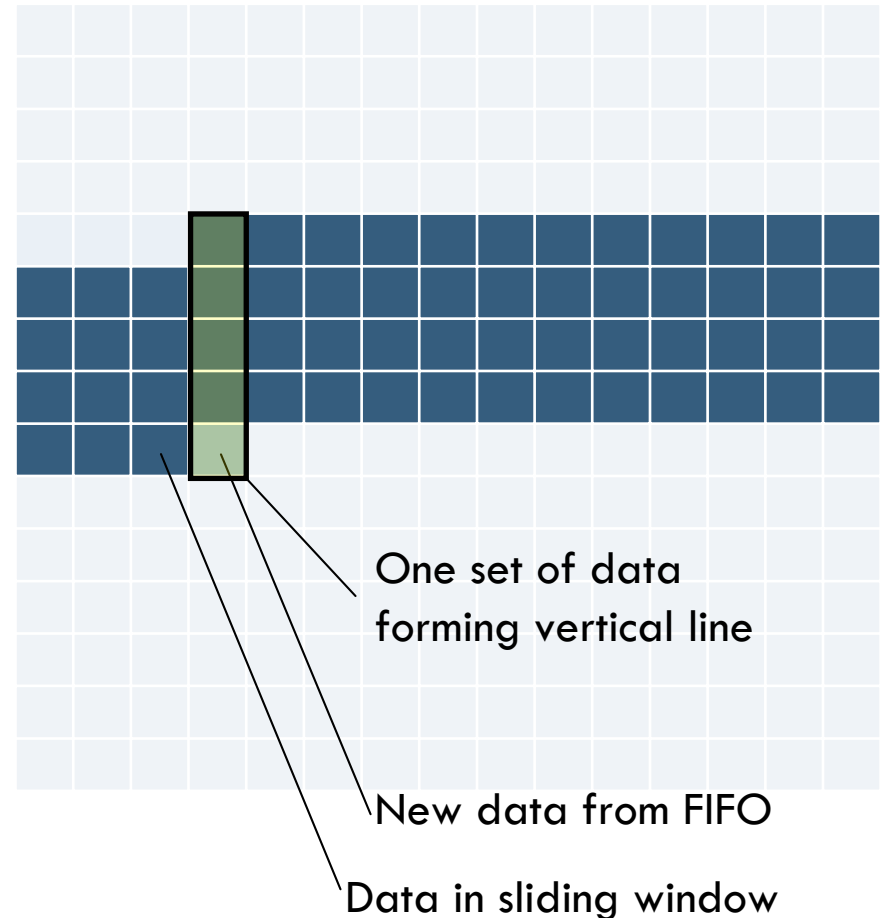 One set of data
forming vertical line
New data from FIFO
Data in sliding window